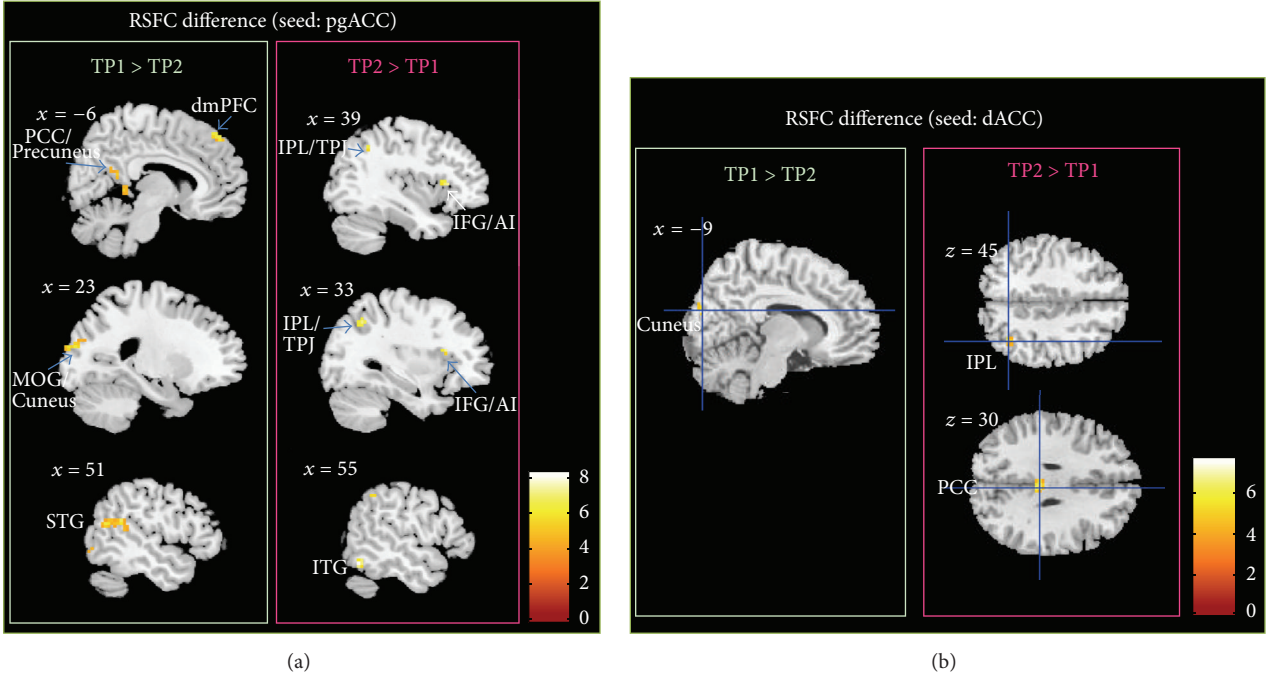 RSFC difference (seed: pgACC)
TP1 > TP2
x = −6
dmPFC
PCC/
Precuneus
x = 23
MOG/
Cuneus
x = 51
STG
TP2 > TP1
x = 39
IPL/TPJ
IFG/AI
x = 33
IPL/
TPJ
IFG/AI
x = 55
ITG
8
6
4
2
0
(a)
RSFC difference (seed: dACC)
TP1 > TP2
x = −9
Cuneus
TP2 > TP1
z = 45
IPL
z = 30
PCC
6
4
2
0
(b)